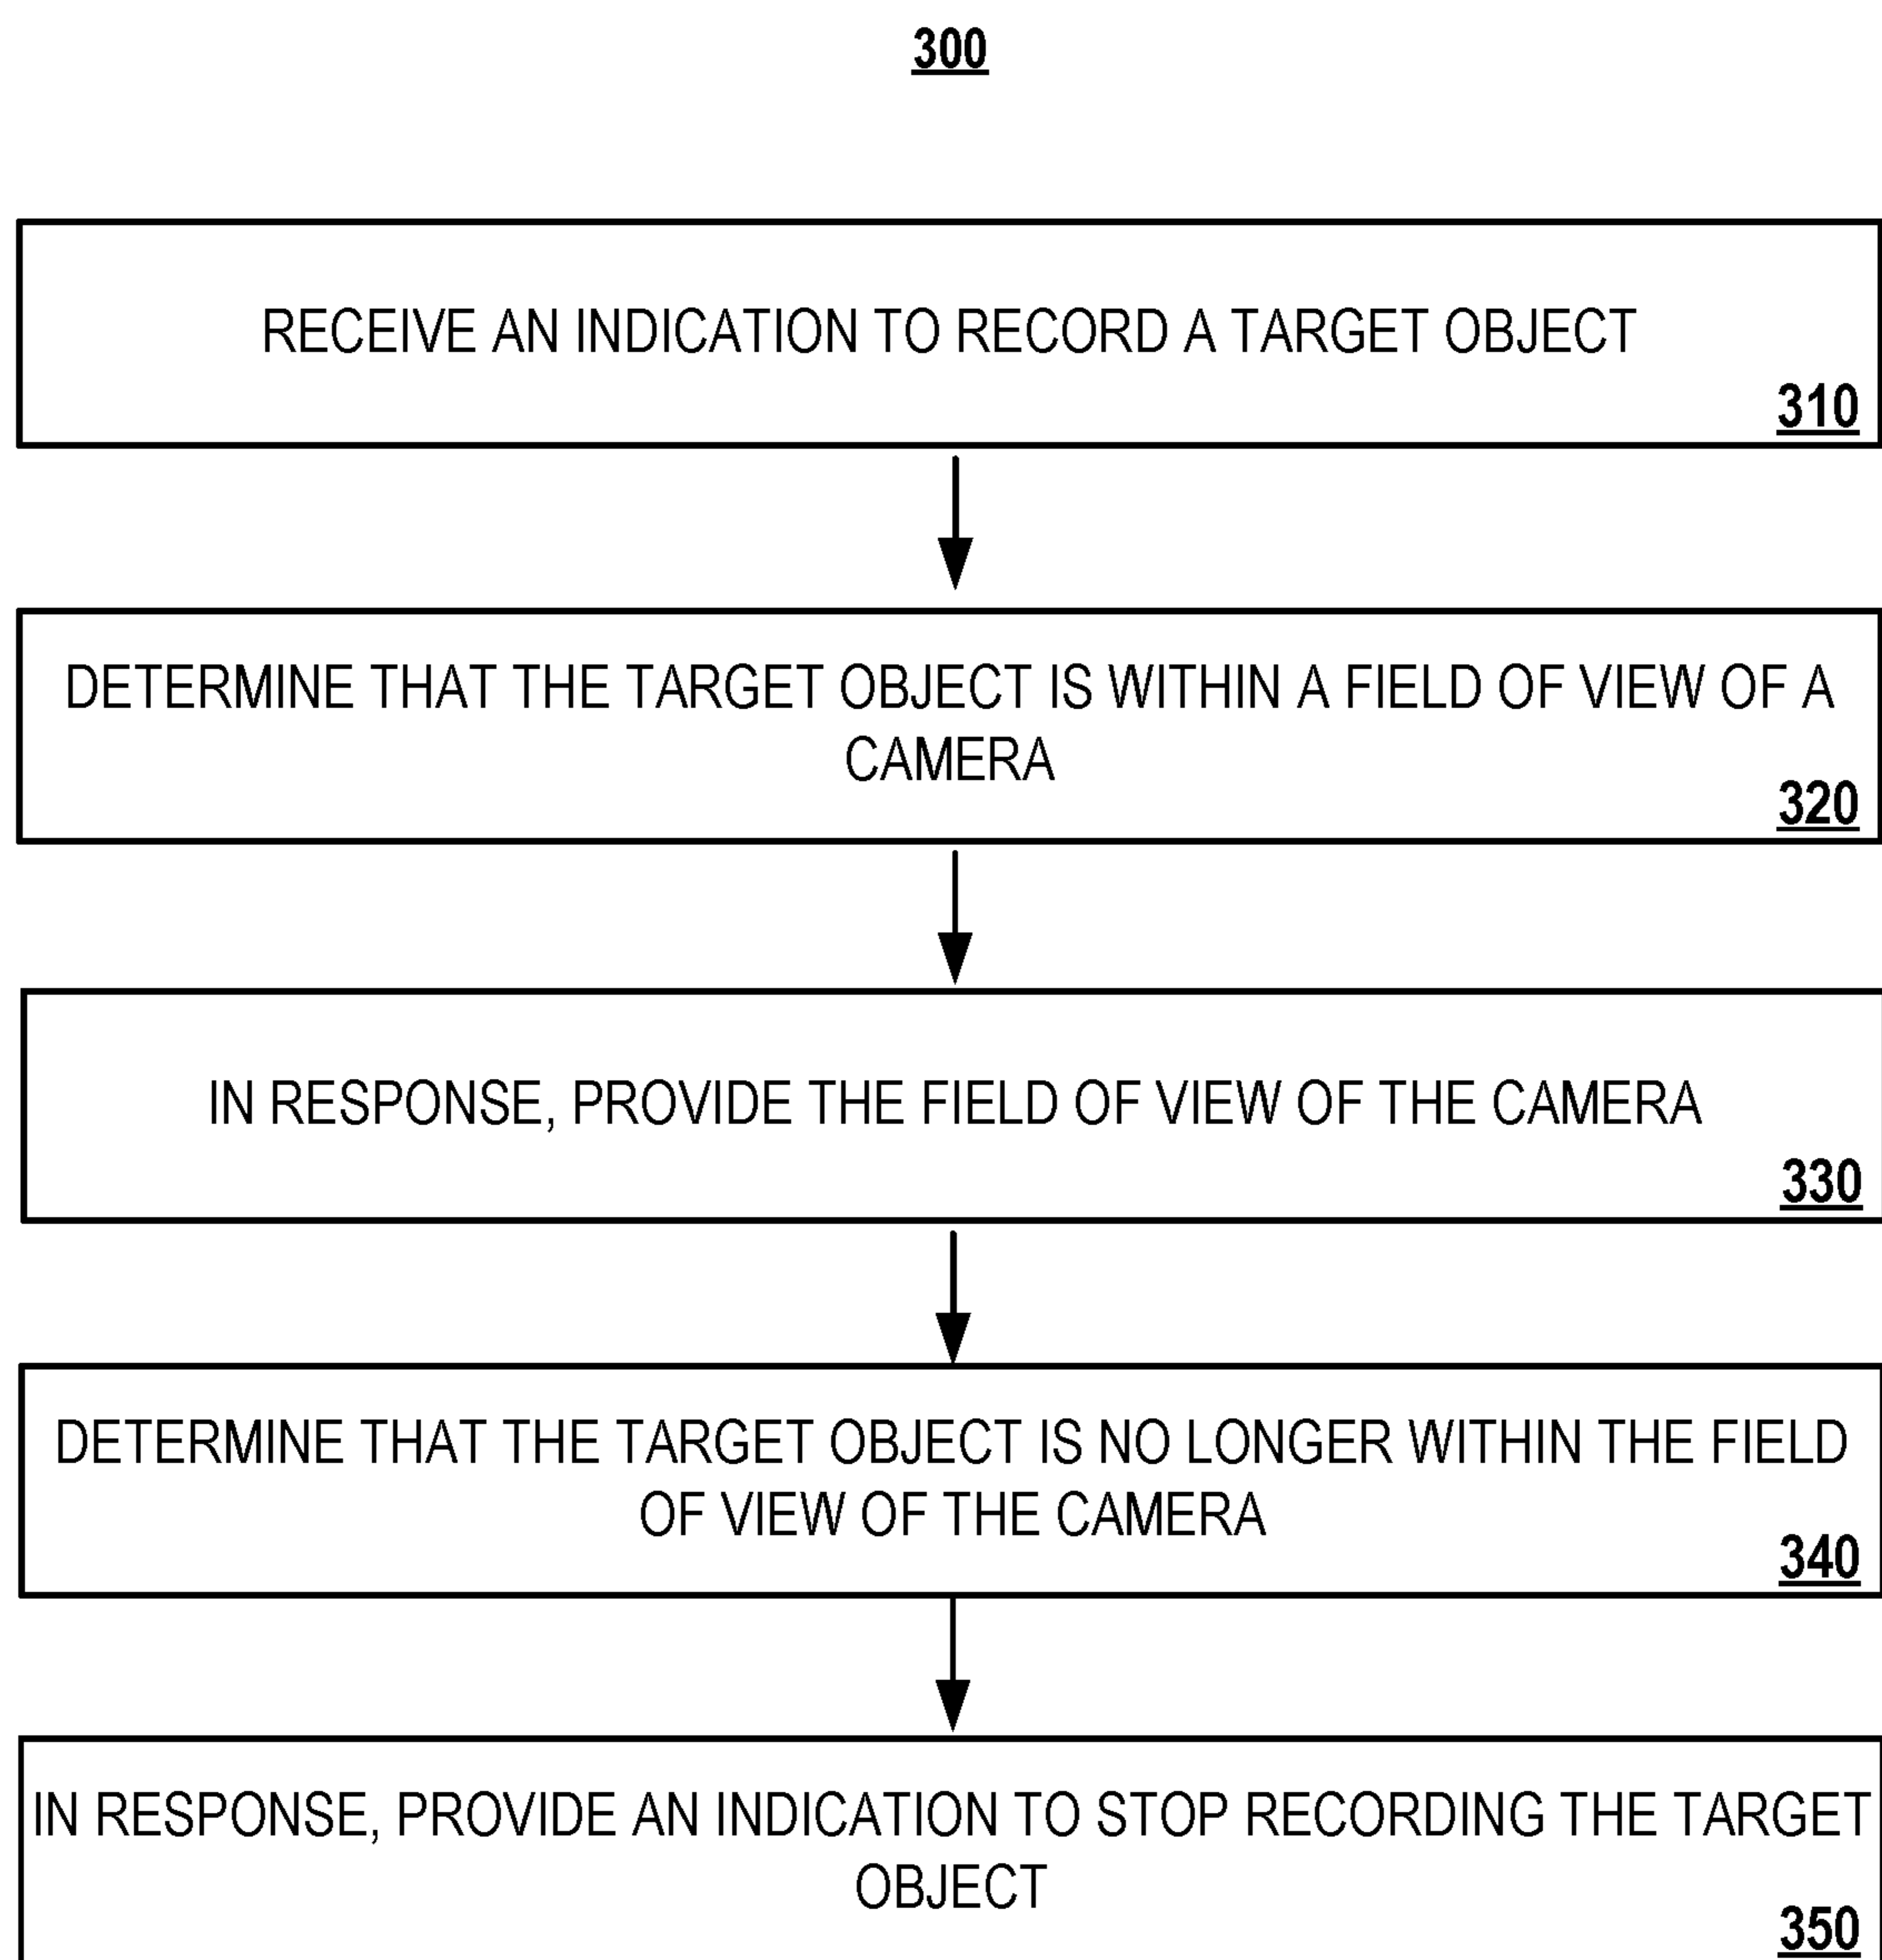 300
RECEIVE AN INDICATION TO RECORD A TARGET OBJECT
310
DETERMINE THAT THE TARGET OBJECT IS WITHIN A FIELD OF VIEW OF A
CAMERA
320
IN RESPONSE, PROVIDE THE FIELD OF VIEW OF THE CAMERA
330
DETERMINE THAT THE TARGET OBJECT IS NO LONGER WITHIN THE FIELD
OF VIEW OF THE CAMERA
340
IN RESPONSE, PROVIDE AN INDICATION TO STOP RECORDING THE TARGET
OBJECT
350